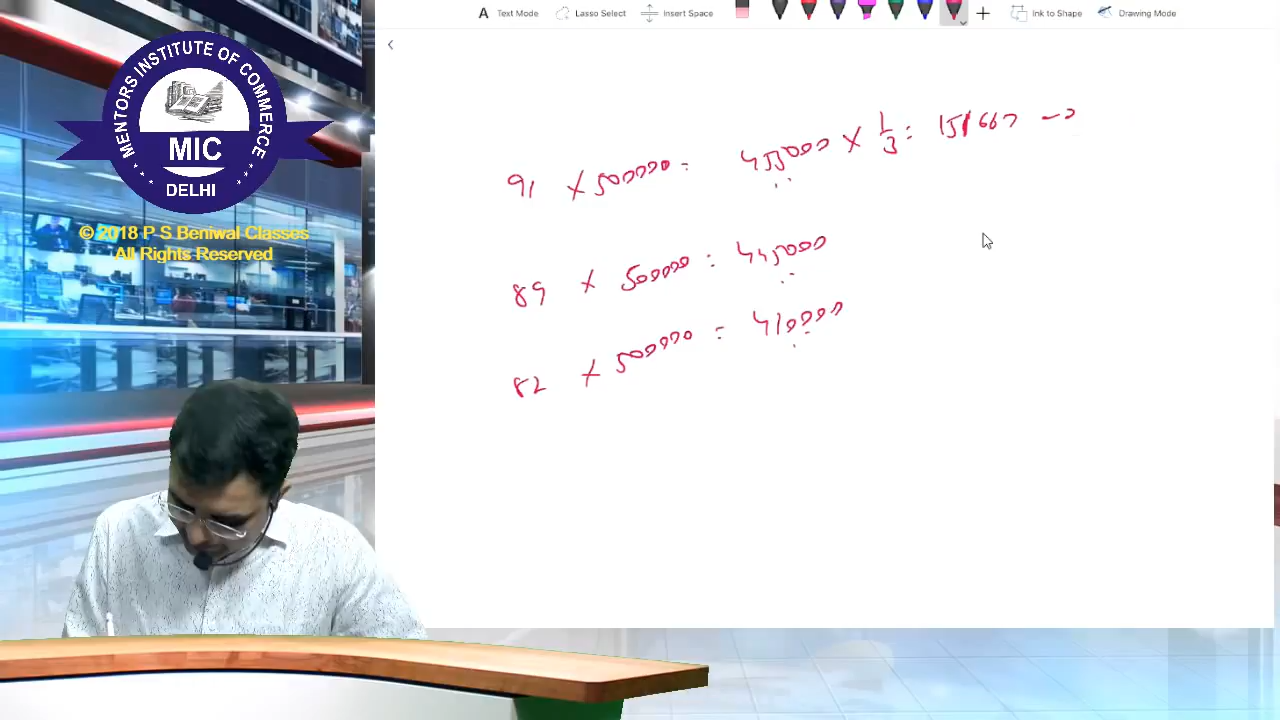 A Text Mode Lasso Select Insert Space Ink to Shape Drawing Mode
MENTORS INSTITUTE OF COMMERCE
MIC
DELHI
© 2018 P S Beniwal Classes
All Rights Reserved
91 × 500000 = 455000 × 1/3 = 151667 →
89 × 500000 = 445000
82 × 500000 = 410000